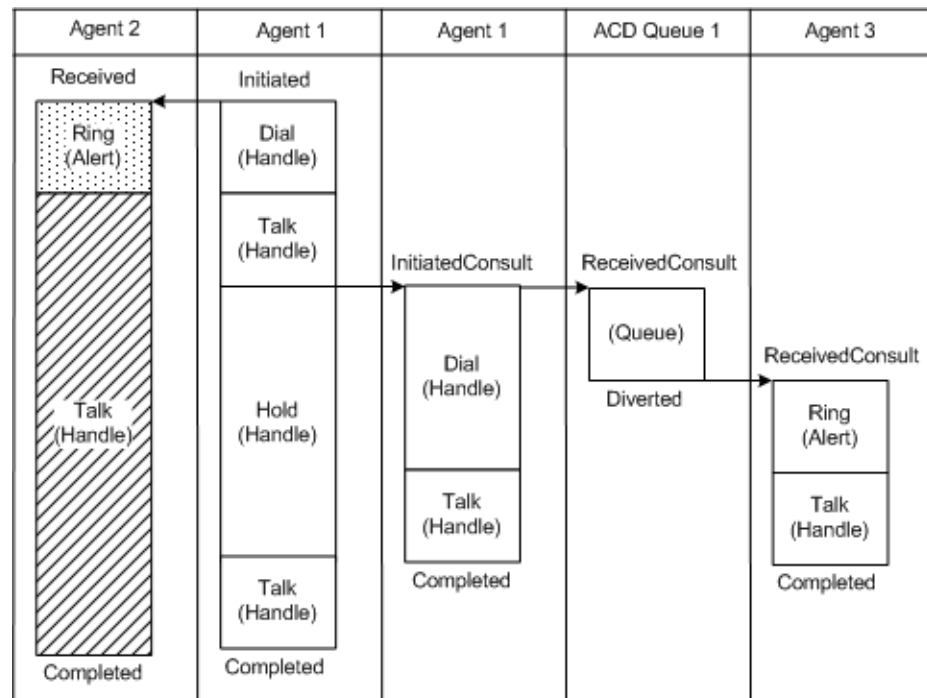 Agent 2
Agent 1
Agent 1
ACD Queue 1
Agent 3
Received
Ring
(Alert)
Talk
(Handle)
Completed
Initiated
Dial
(Handle)
Talk
(Handle)
Hold
(Handle)
Talk
(Handle)
Completed
InitiatedConsult
Dial
(Handle)
Talk
(Handle)
Completed
ReceivedConsult
(Queue)
Diverted
ReceivedConsult
Ring
(Alert)
Talk
(Handle)
Completed